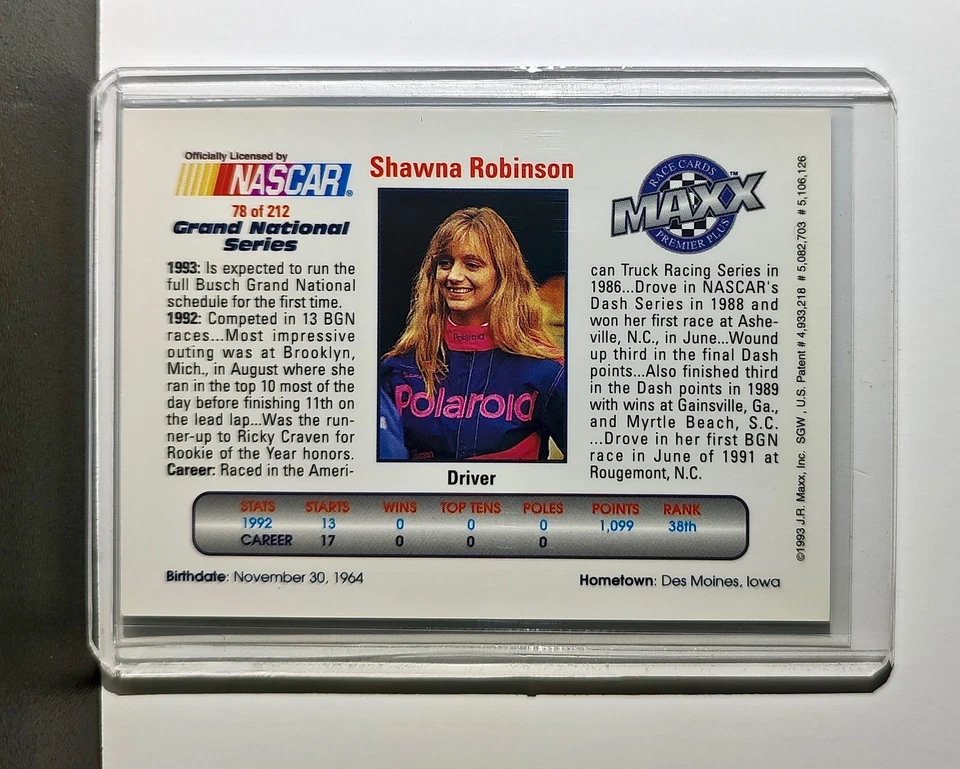 Officially Licensed by
NASCAR®
78 of 212
Grand National
Series
Shawna Robinson
RACE CARDS
MAXX™
PREMIER PLUS
1993: Is expected to run the
full Busch Grand National
schedule for the first time.
1992: Competed in 13 BGN
races...Most impressive
outing was at Brooklyn,
Mich., in August where she
ran in the top 10 most of the
day before finishing 11th on
the lead lap...Was the run-
ner-up to Ricky Craven for
Rookie of the Year honors.
Career: Raced in the Ameri-
Polaroid
Polaroid
Driver
can Truck Racing Series in
1986...Drove in NASCAR's
Dash Series in 1988 and
won her first race at Ashe-
ville, N.C., in June...Wound
up third in the final Dash
points...Also finished third
in the Dash points in 1989
with wins at Gainsville, Ga.,
and Myrtle Beach, S.C.
...Drove in her first BGN
race in June of 1991 at
Rougemont, N.C.
STATS STARTS WINS TOP TENS POLES POINTS RANK
1992 13 0 0 0 1,099 38th
CAREER 17 0 0 0
Birthdate: November 30, 1964
Hometown: Des Moines, Iowa
©1993 J.R. Maxx, Inc. SGW , U.S. Patent # 4,933,218 # 5,082,703 # 5,106,126